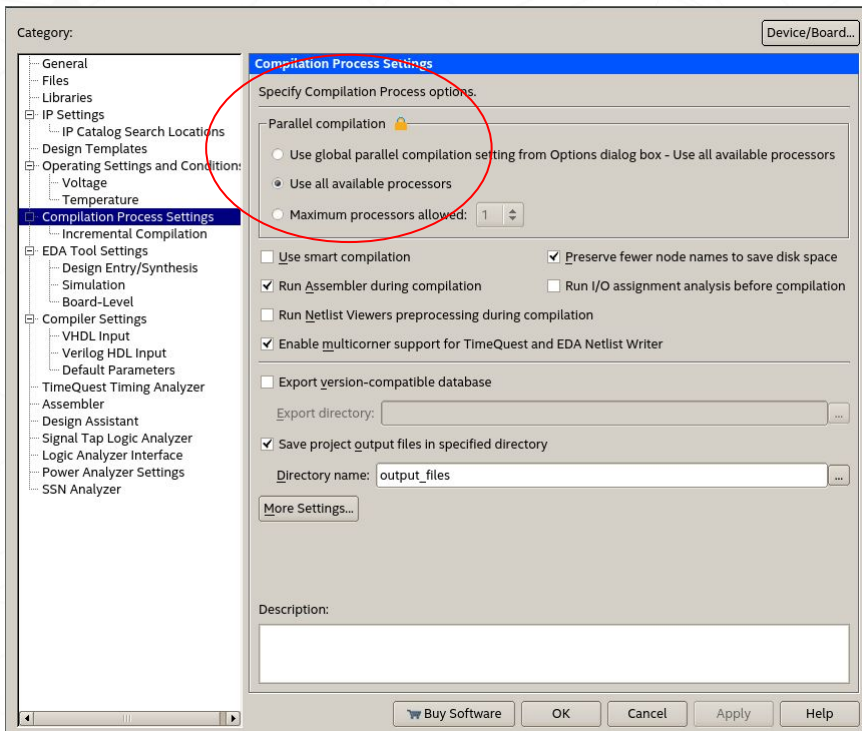 Category:
Device/Board...
General
Files
Libraries
IP Settings
IP Catalog Search Locations
Design Templates
Operating Settings and Conditions
Voltage
Temperature
Compilation Process Settings
Incremental Compilation
EDA Tool Settings
Design Entry/Synthesis
Simulation
Board-Level
Compiler Settings
VHDL Input
Verilog HDL Input
Default Parameters
TimeQuest Timing Analyzer
Assembler
Design Assistant
Signal Tap Logic Analyzer
Logic Analyzer Interface
Power Analyzer Settings
SSN Analyzer
Compilation Process Settings
Specify Compilation Process options.
Parallel compilation
Use global parallel compilation setting from Options dialog box - Use all available processors
Use all available processors
Maximum processors allowed: 1
Use smart compilation
Preserve fewer node names to save disk space
Run Assembler during compilation
Run I/O assignment analysis before compilation
Run Netlist Viewers preprocessing during compilation
Enable multicorner support for TimeQuest and EDA Netlist Writer
Export version-compatible database
Export directory:
...
Save project output files in specified directory
Directory name: output_files
...
More Settings...
Description:
Buy Software
OK
Cancel
Apply
Help